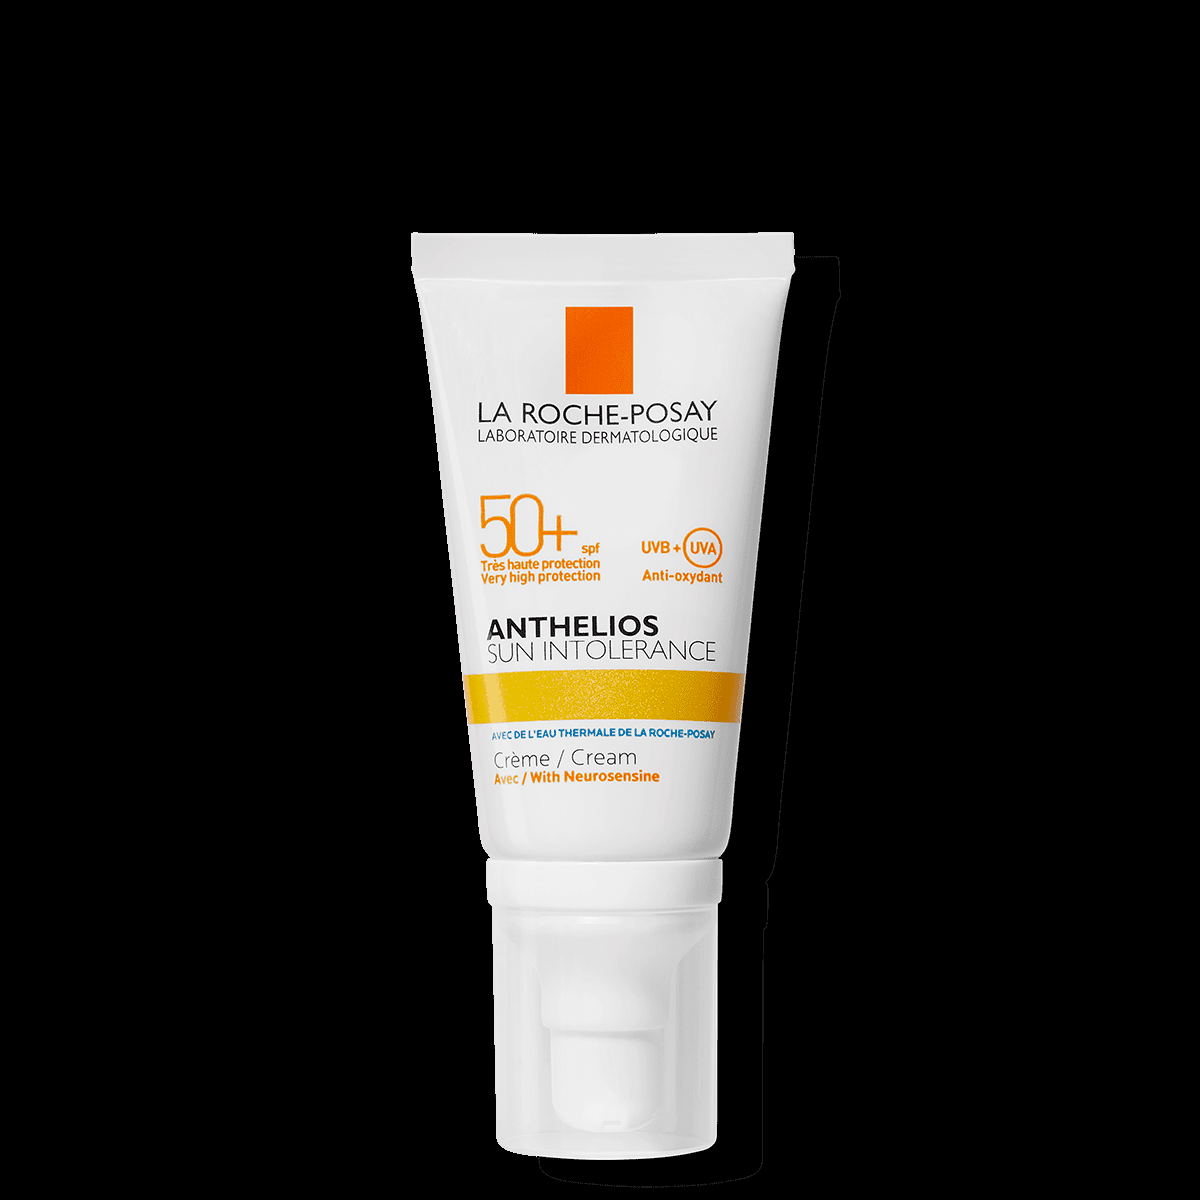 LA ROCHE-POSAY
LABORATOIRE DERMATOLOGIQUE
50+ spf
Très haute protection
Very high protection
UVB + UVA
Anti-oxydant
ANTHELIOS
SUN INTOLERANCE
AVEC DE L'EAU THERMALE DE LA ROCHE-POSAY
Crème / Cream
Avec / With Neurosensine